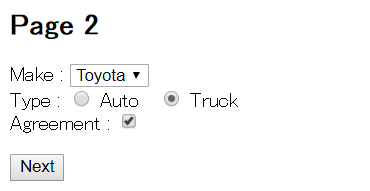 Page 2
Make : Toyota
Type : Auto Truck
Agreement :
Next